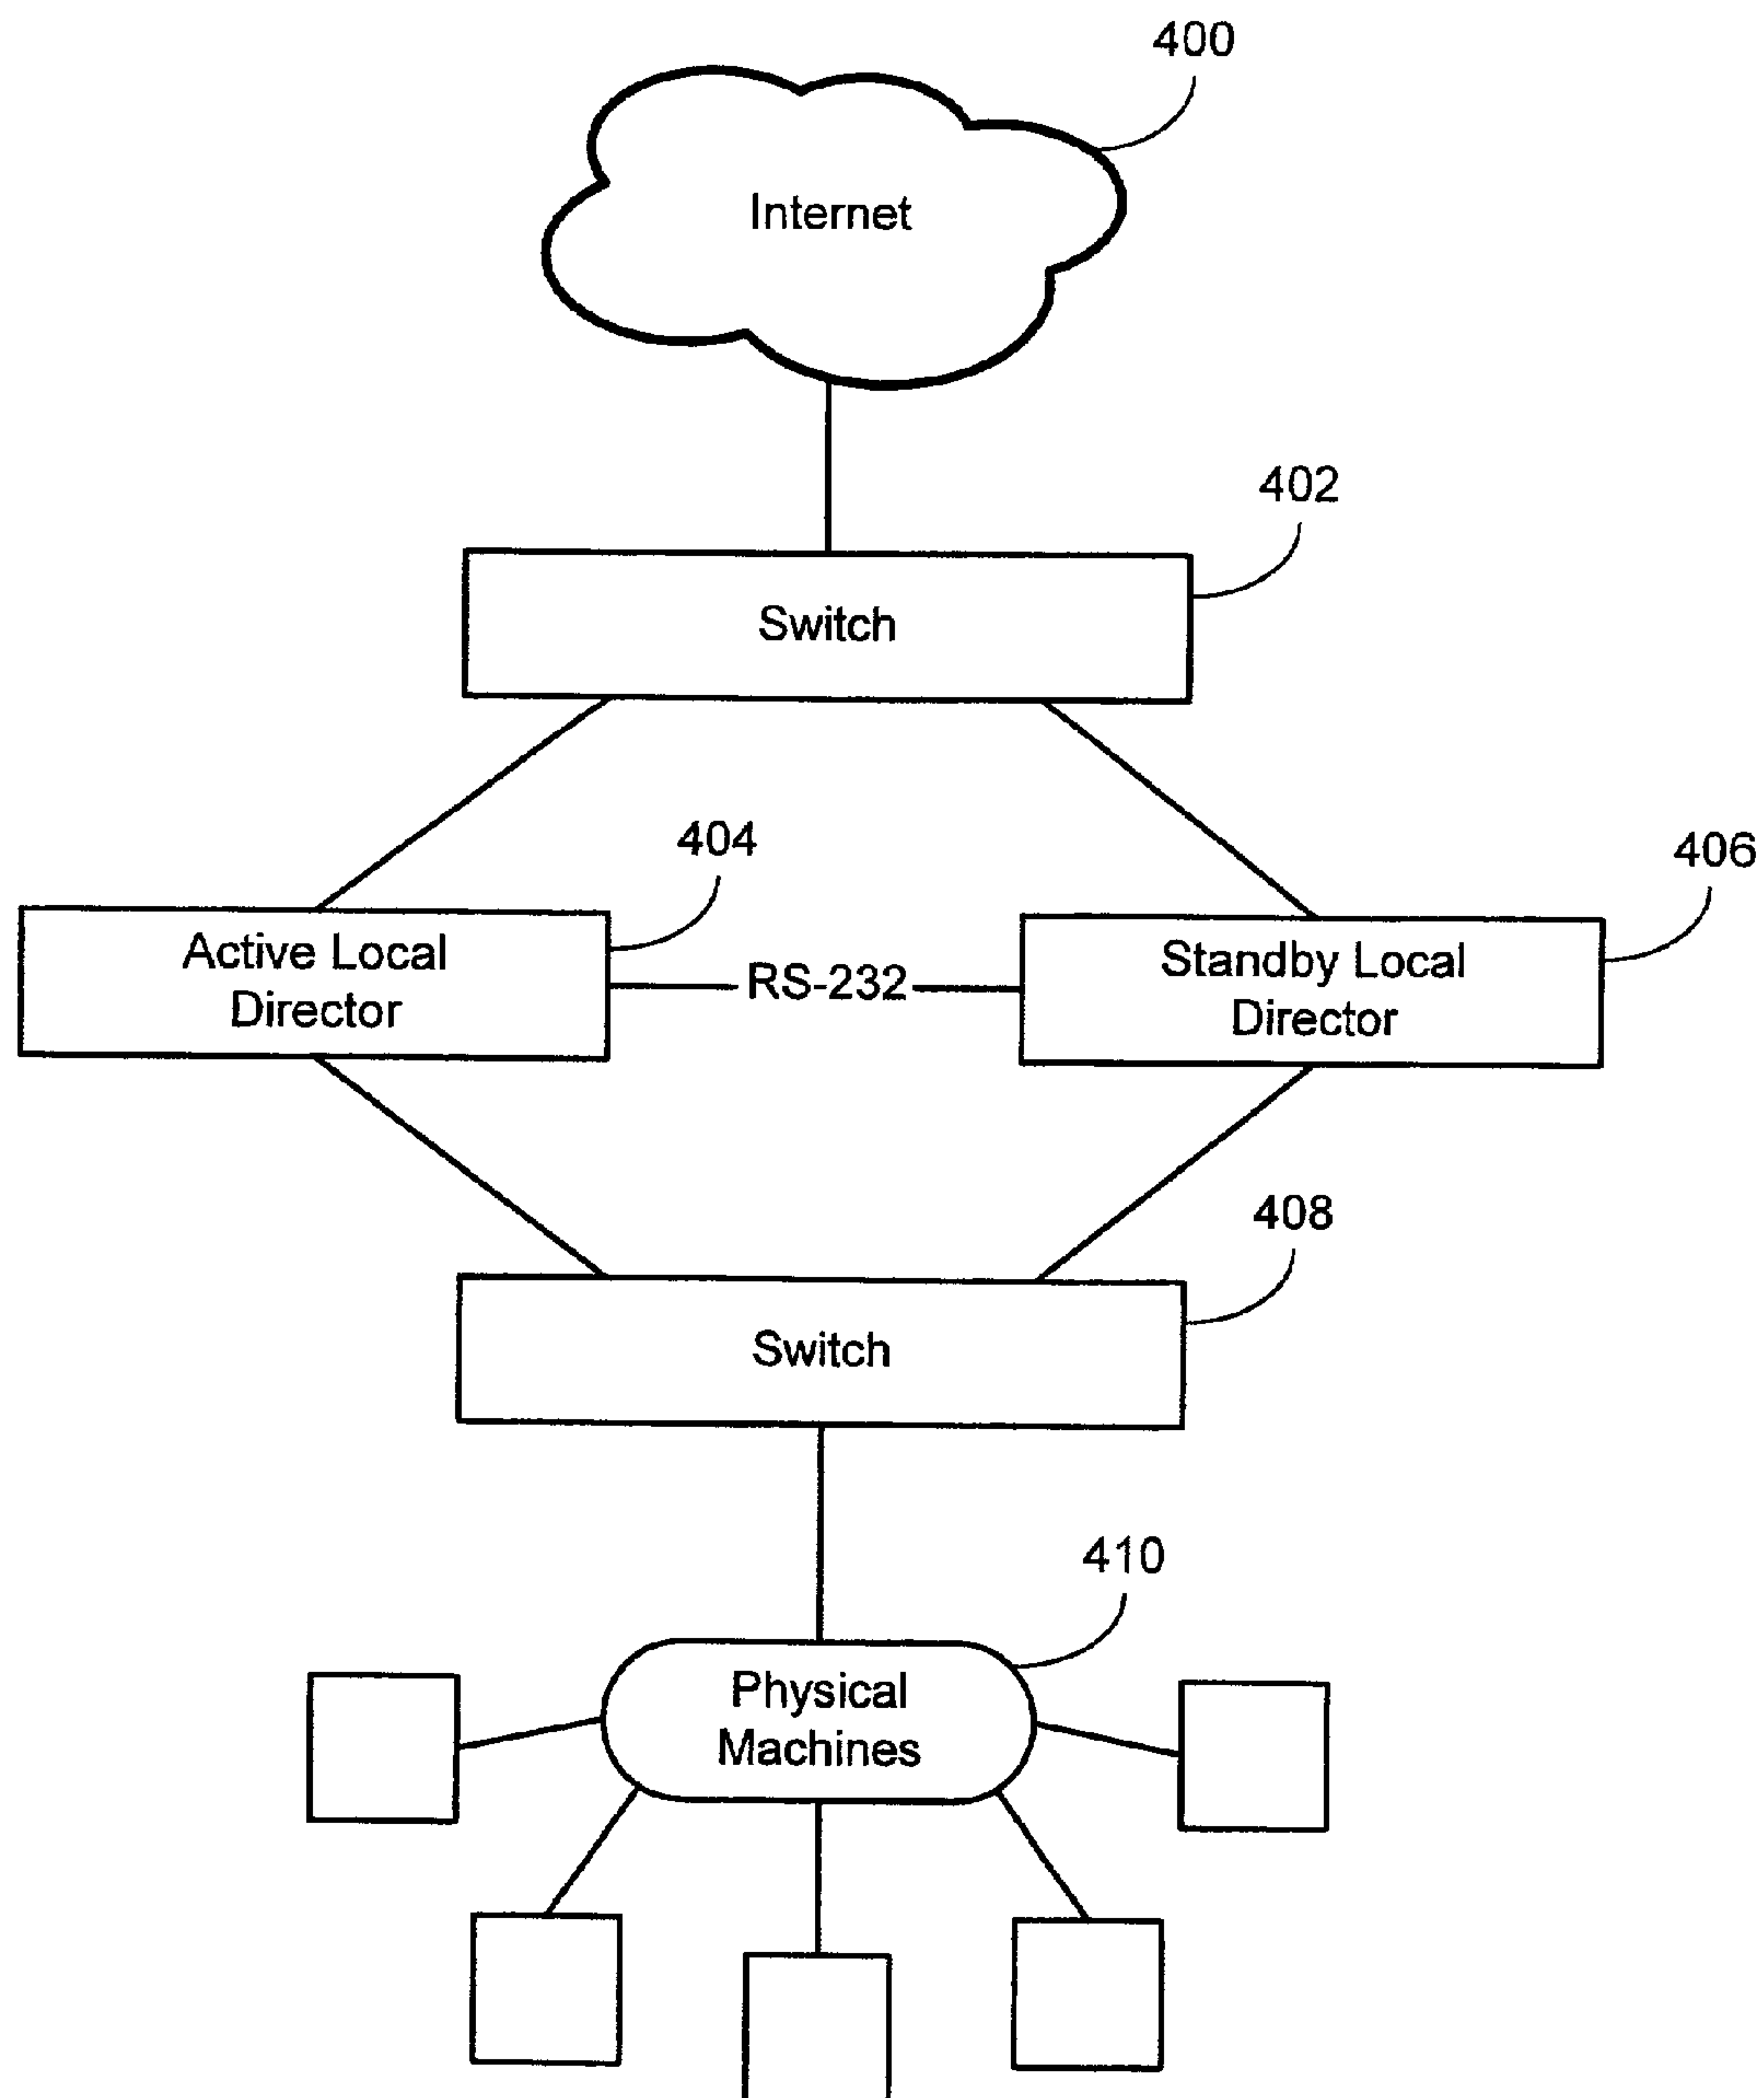 400
Internet
402
Switch
404
406
Active Local
Director
RS-232
Standby Local
Director
408
Switch
410
Physical
Machines